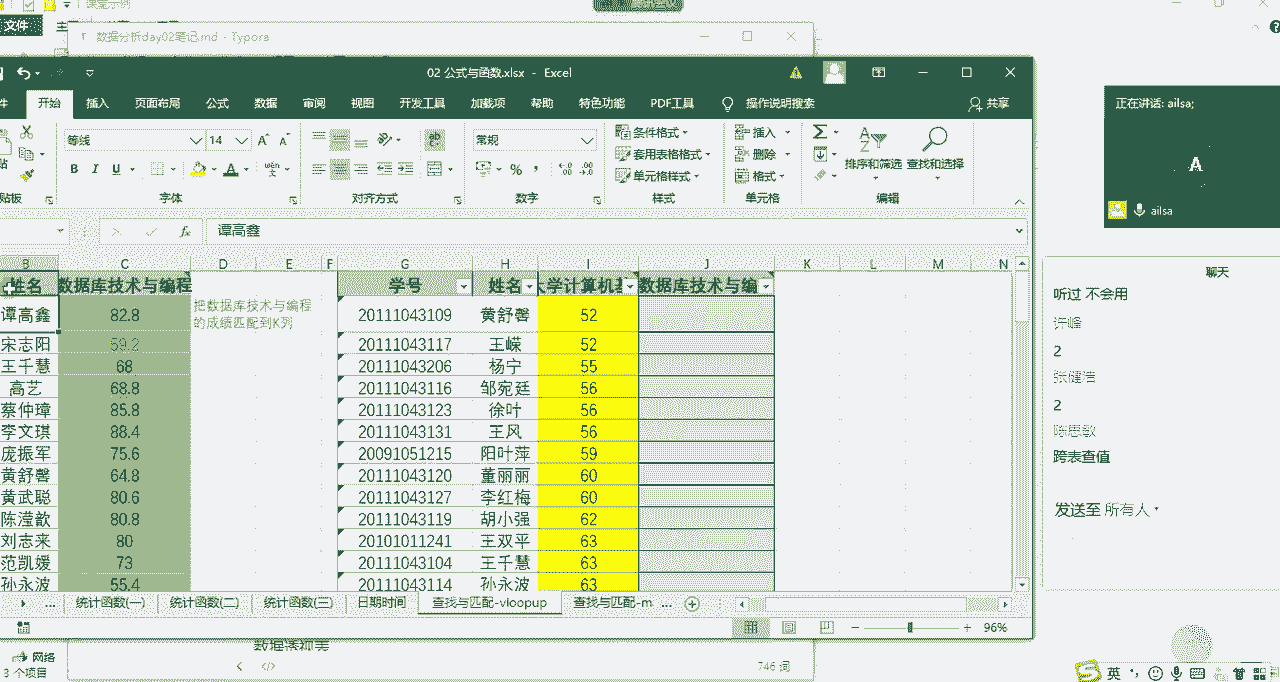 课堂示例
文件
数据分析day02笔记.md - Typora
02 公式与函数.xlsx - Excel
件 开始 插入 页面布局 公式 数据 审阅 视图 开发工具 加载项 帮助 特色功能 PDF工具 操作说明搜索 共享
等线 14 常规 条件格式 插入
套用表格格式 删除 排序和筛选 查找和选择
B I U 单元格样式 格式
贴板 字体 对齐方式 数字 样式 单元格 编辑
谭高鑫
B C D E F G H I J K L M N
姓名 数据库技术与编程 学号 姓名 大学计算机基 数据库技术与编
把数据库技术与编程
的成绩匹配到K列
谭高鑫 82.8 20111043109 黄舒馨 52
宋志阳 59.2 20111043117 王嵘 52
王千慧 68 20111043206 杨宁 55
高艺 68.8 20111043116 邹宛廷 56
蔡仲璋 85.8 20111043123 徐叶 56
李文琪 88.4 20111043131 王风 56
庞振军 75.6 20091051215 阳叶萍 59
黄舒馨 64.8 20111043120 董丽丽 60
黄武聪 80.6 20111043127 李红梅 60
陈滢歆 80.8 20111043119 胡小强 62
刘志来 80 20101011241 王双平 63
范凯媛 73 20111043104 王千慧 63
孙永波 55.4 20111043114 孙永波 63
... 统计函数(一) 统计函数(二) 统计函数(三) 日期时间 查找与匹配-vloopup 查找与匹配-m ...
96%
网络
3 个项目
数据透视表
746 词
正在讲话: ailsa;
A
ailsa
聊天
听过 不会用
许峰
2
张健浩
2
陈思敏
跨表查值
发送至 所有人
英